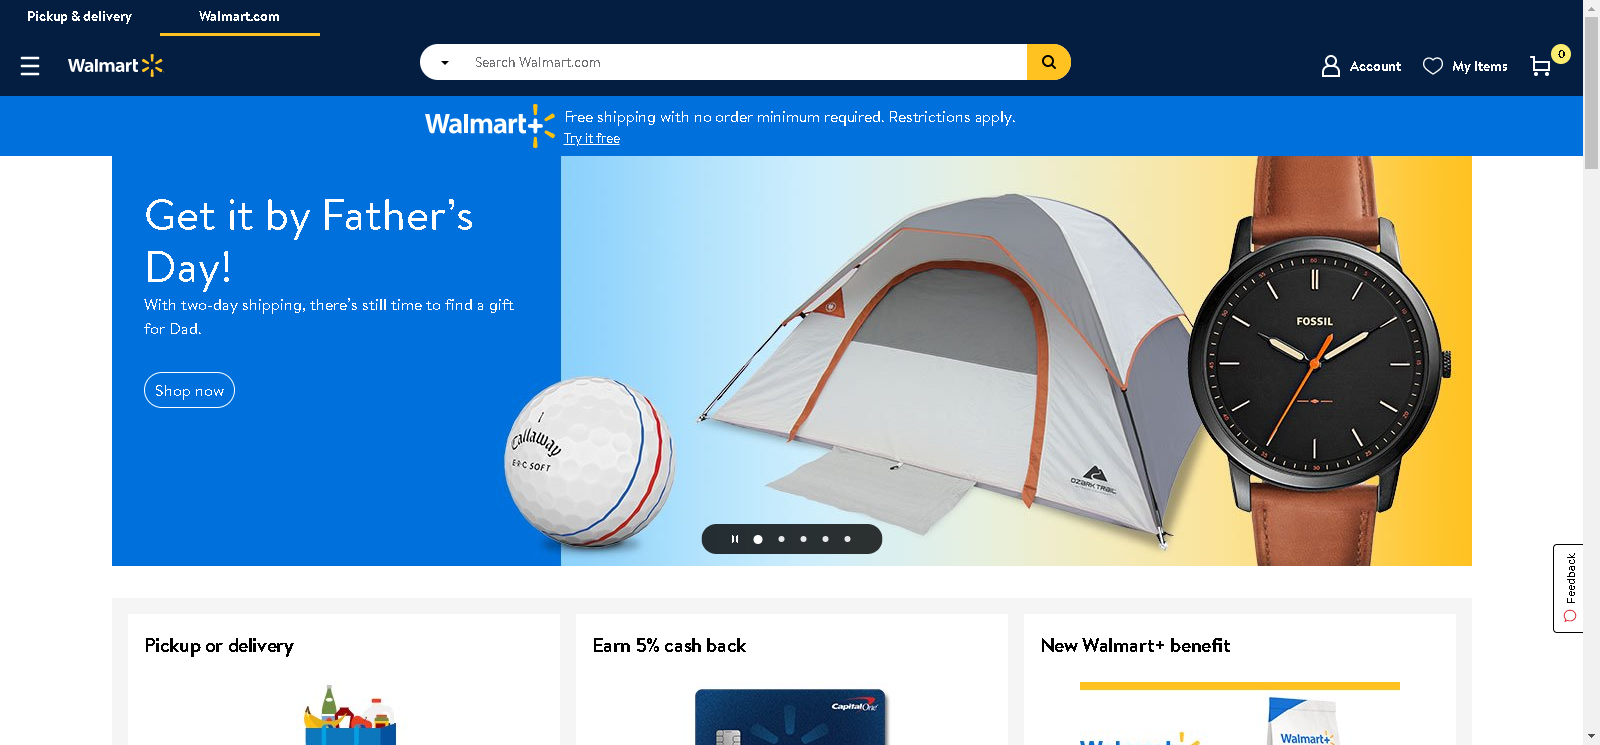 Pickup & delivery
Walmart.com
Walmart
Search Walmart.com
Account
My Items
0
Walmart+
Free shipping with no order minimum required. Restrictions apply.
Try it free
Get it by Father's
Day!
With two-day shipping, there's still time to find a gift
for Dad.
Shop now
Callaway
E•R•C SOFT
OZARK TRAIL
FOSSIL
Feedback
Pickup or delivery
Earn 5% cash back
New Walmart+ benefit
CapitalOne
Walmart+